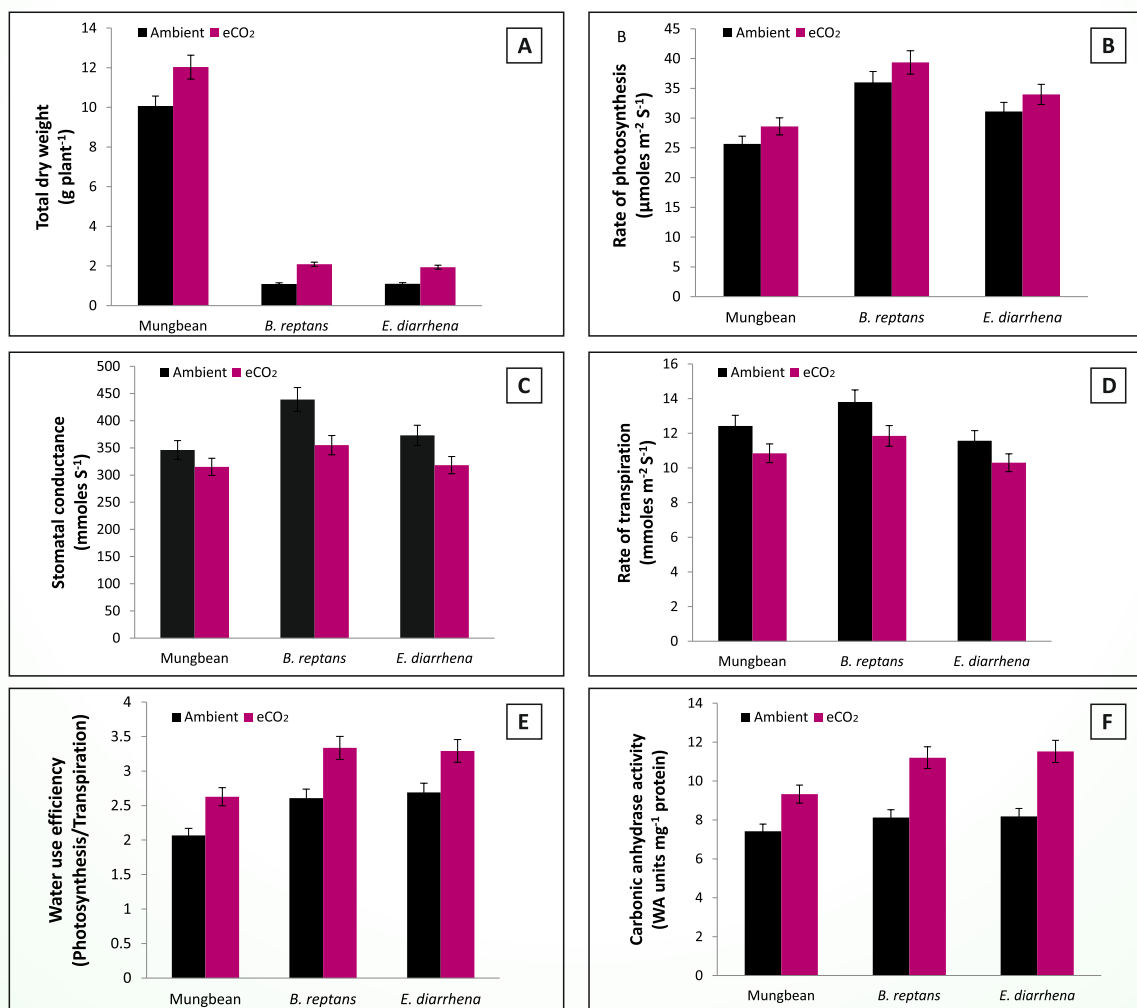 Ambient eCO₂
A
Total dry weight
(g plant⁻¹)
14
12
10
8
6
4
2
0
Mungbean B. reptans E. diarrhena
B
Ambient eCO₂
B
Rate of photosynthesis
(µmoles m⁻² S⁻¹)
45
40
35
30
25
20
15
10
5
0
Mungbean B. reptans E. diarrhena
Ambient eCO₂
C
Stomatal conductance
(mmoles S⁻¹)
500
450
400
350
300
250
200
150
100
50
0
Mungbean B. reptans E. diarrhena
Ambient eCO₂
D
Rate of transpiration
(mmoles m⁻² S⁻¹)
16
14
12
10
8
6
4
2
0
Mungbean B. reptans E. diarrhena
Ambient eCO₂
E
Water use efficiency
(Photosynthesis/Transpiration)
4
3.5
3
2.5
2
1.5
1
0.5
0
Mungbean B. reptans E. diarrhena
Ambient eCO₂
F
Carbonic anhydrase activity
(WA units mg⁻¹ protein)
14
12
10
8
6
4
2
0
Mungbean B. reptans E. diarrhena